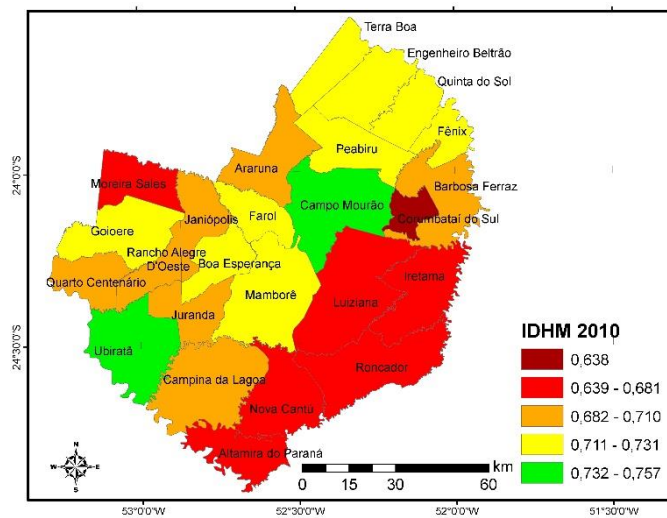 Terra Boa
Engenheiro Beltrão
Quinta do Sol
Fênix
Peabiru
Araruna
Barbosa Ferraz
Moreira Sales
Janiópolis
Farol
Campo Mourão
Corumbataí do Sul
Goioere
Rancho Alegre
D'Oeste
Boa Esperança
Iretama
Quarto Centenário
Mamborê
Luiziana
Juranda
Ubiratã
Roncador
Campina da Lagoa
Nova Cantú
Altamira do Paraná
IDHM 2010
0,638
0,639 - 0,681
0,682 - 0,710
0,711 - 0,731
0,732 - 0,757
N
W E
S
km
0 15 30 60
24°0'0"S
24°30'0"S
53°0'0"W
52°30'0"W
52°0'0"W
51°30'0"W